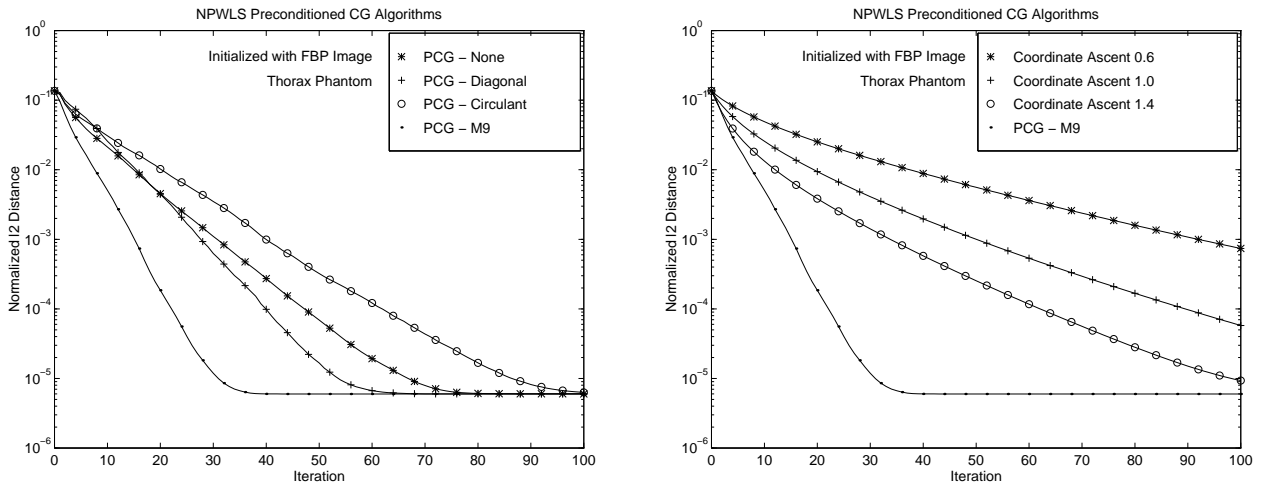 NPWLS Preconditioned CG Algorithms
10^0
10^−1
10^−2
10^−3
10^−4
10^−5
10^−6
Normalized l2 Distance
Initialized with FBP Image
Thorax Phantom
PCG − None
PCG − Diagonal
PCG − Circulant
PCG − M9
0 10 20 30 40 50 60 70 80 90 100
Iteration
NPWLS Preconditioned CG Algorithms
10^0
10^−1
10^−2
10^−3
10^−4
10^−5
10^−6
Normalized l2 Distance
Initialized with FBP Image
Thorax Phantom
Coordinate Ascent 0.6
Coordinate Ascent 1.0
Coordinate Ascent 1.4
PCG − M9
0 10 20 30 40 50 60 70 80 90 100
Iteration